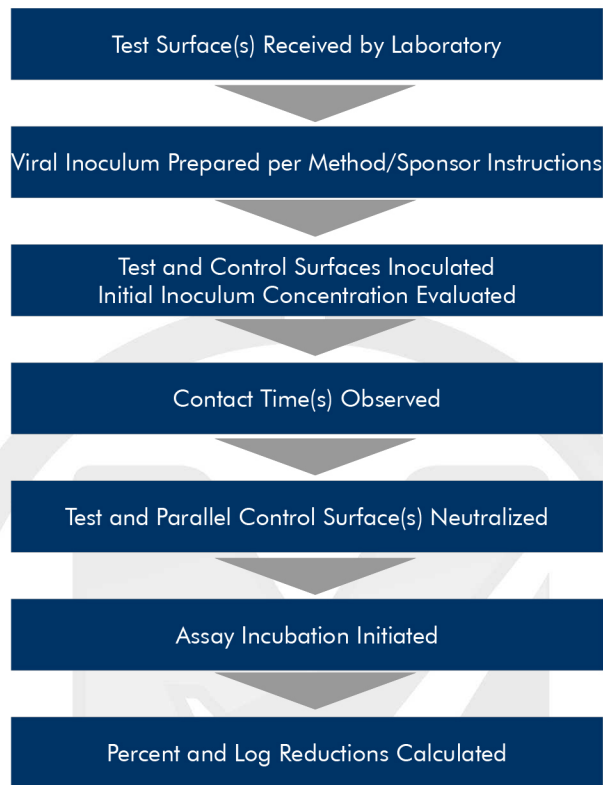 Test Surface(s) Received by Laboratory
Viral Inoculum Prepared per Method/Sponsor Instructions
Test and Control Surfaces Inoculated
Initial Inoculum Concentration Evaluated
Contact Time(s) Observed
Test and Parallel Control Surface(s) Neutralized
Assay Incubation Initiated
Percent and Log Reductions Calculated